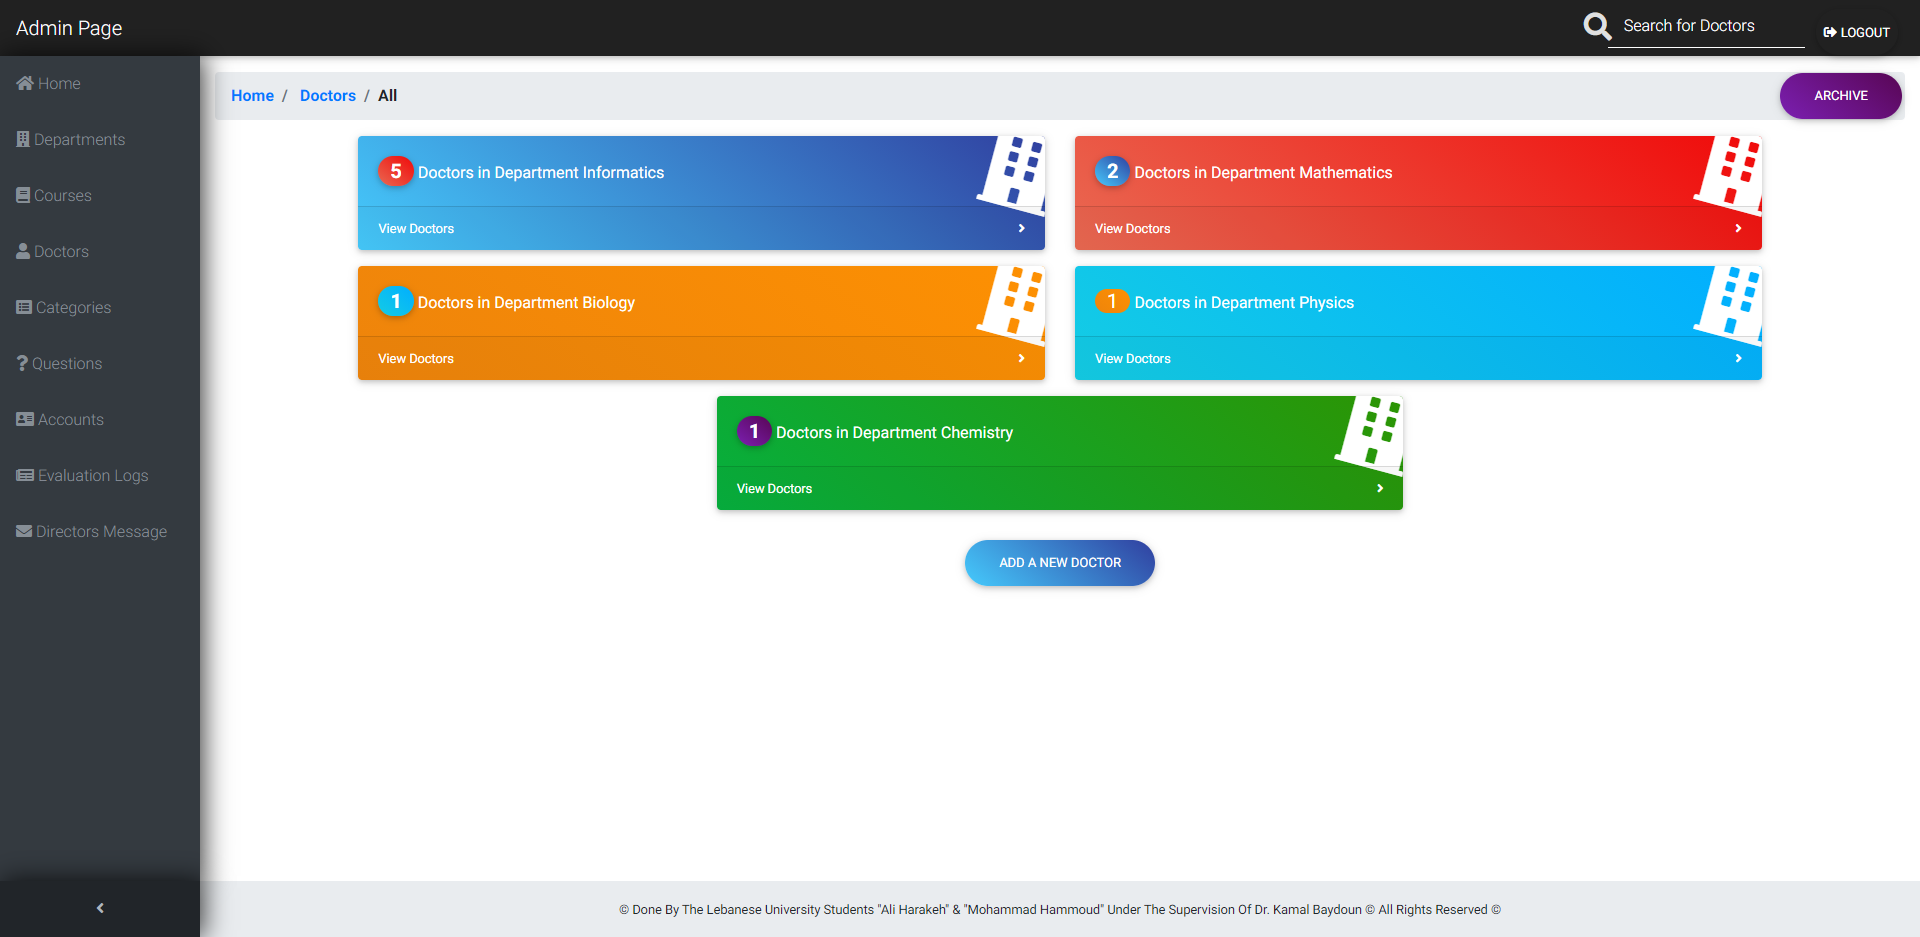 Admin Page
Search for Doctors
LOGOUT
Home
Departments
Courses
Doctors
Categories
Questions
Accounts
Evaluation Logs
Directors Message
Home / Doctors / All
ARCHIVE
5 Doctors in Department Informatics
View Doctors
2 Doctors in Department Mathematics
View Doctors
1 Doctors in Department Biology
View Doctors
1 Doctors in Department Physics
View Doctors
1 Doctors in Department Chemistry
View Doctors
ADD A NEW DOCTOR
© Done By The Lebanese University Students "Ali Harakeh" & "Mohammad Hammoud" Under The Supervision Of Dr. Kamal Baydoun © All Rights Reserved ©